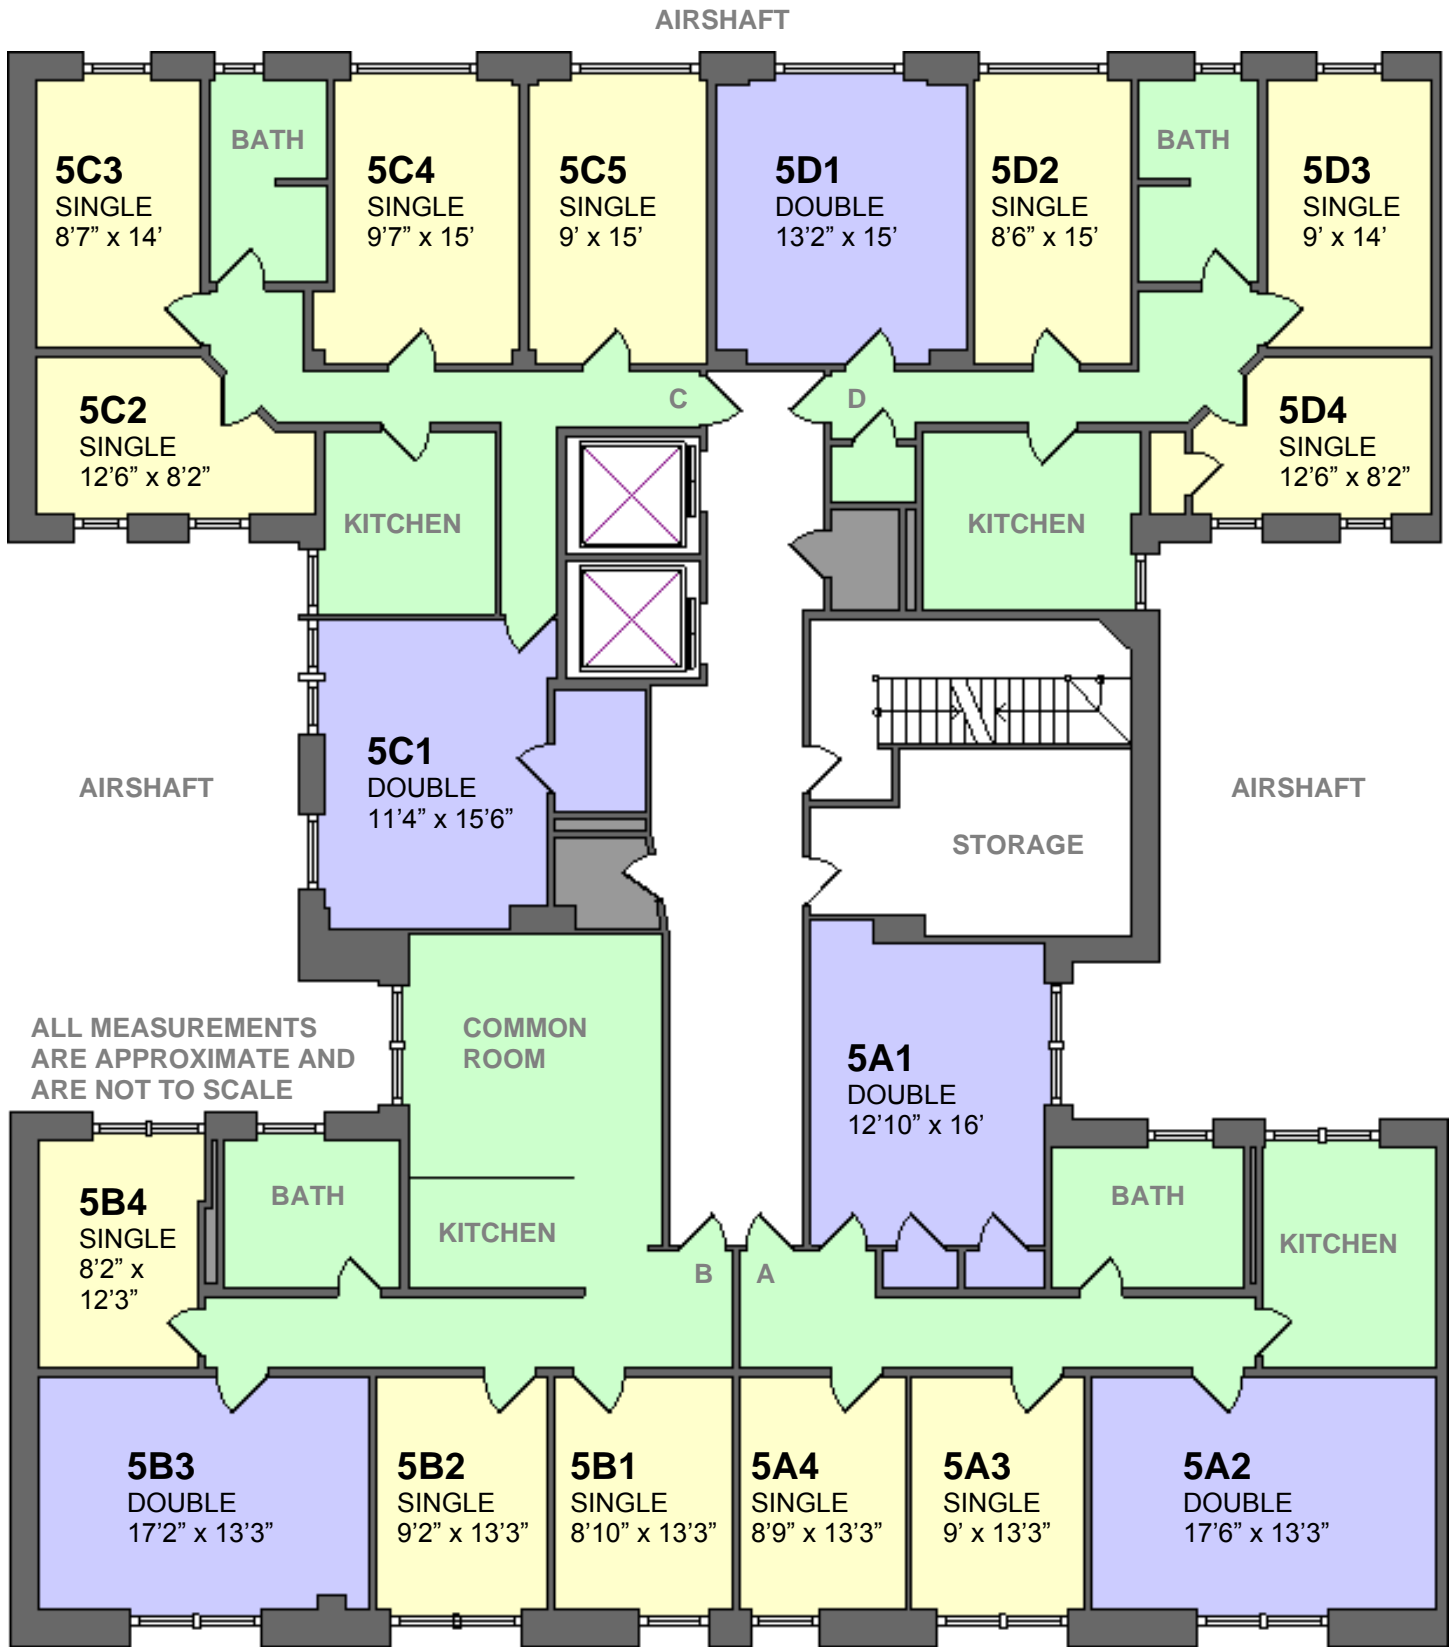 AIRSHAFT
5C3
SINGLE
8’7” x 14’
BATH
5C4
SINGLE
9’7” x 15’
5C5
SINGLE
9’ x 15’
5D1
DOUBLE
13’2” x 15’
5D2
SINGLE
8’6” x 15’
BATH
5D3
SINGLE
9’ x 14’
5C2
SINGLE
12’6” x 8’2”
C
D
5D4
SINGLE
12’6” x 8’2”
KITCHEN
KITCHEN
AIRSHAFT
5C1
DOUBLE
11’4” x 15’6”
AIRSHAFT
STORAGE
ALL MEASUREMENTS
ARE APPROXIMATE AND
ARE NOT TO SCALE
COMMON
ROOM
5A1
DOUBLE
12’10” x 16’
5B4
SINGLE
8’2” x
12’3”
BATH
KITCHEN
B
A
BATH
KITCHEN
5B3
DOUBLE
17’2” x 13’3”
5B2
SINGLE
9’2” x 13’3”
5B1
SINGLE
8’10” x 13’3”
5A4
SINGLE
8’9” x 13’3”
5A3
SINGLE
9’ x 13’3”
5A2
DOUBLE
17’6” x 13’3”